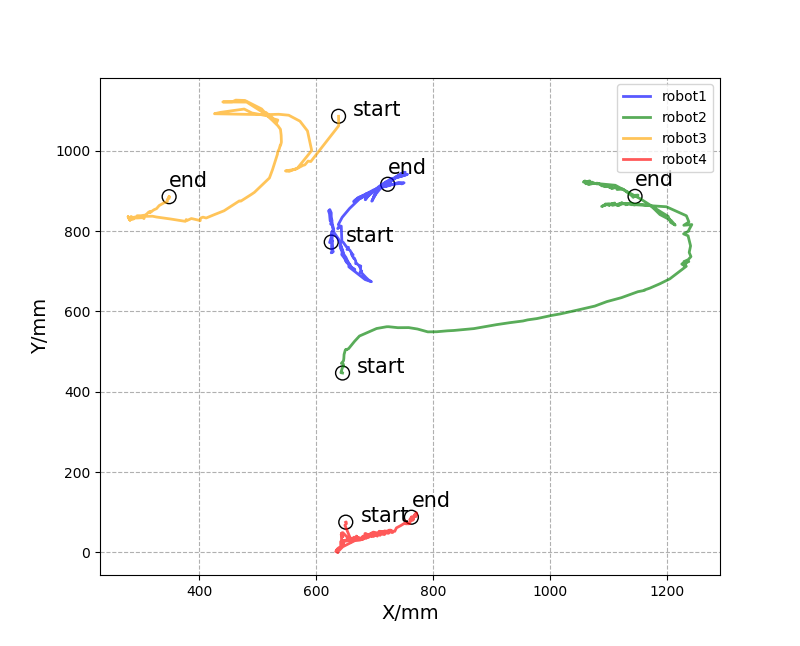 robot1
robot2
robot3
robot4
start
end
end
end
start
start
start
end
1000
800
600
400
200
0
400
600
800
1000
1200
Y/mm
X/mm